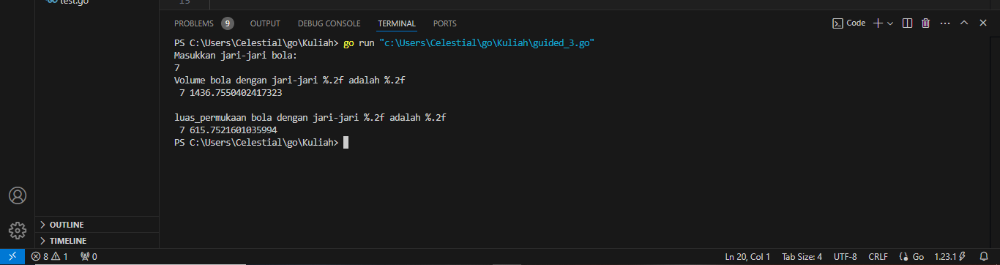 test.go
15
PROBLEMS 9 OUTPUT DEBUG CONSOLE TERMINAL PORTS Code
PS C:\Users\Celestial\go\Kuliah> go run "c:\Users\Celestial\go\Kuliah\guided_3.go"
Masukkan jari-jari bola:
7
Volume bola dengan jari-jari %.2f adalah %.2f
7 1436.7550402417323
luas_permukaan bola dengan jari-jari %.2f adalah %.2f
7 615.7521601035994
PS C:\Users\Celestial\go\Kuliah>
OUTLINE
TIMELINE
8 1 0 Ln 20, Col 1 Tab Size: 4 UTF-8 CRLF Go 1.23.1